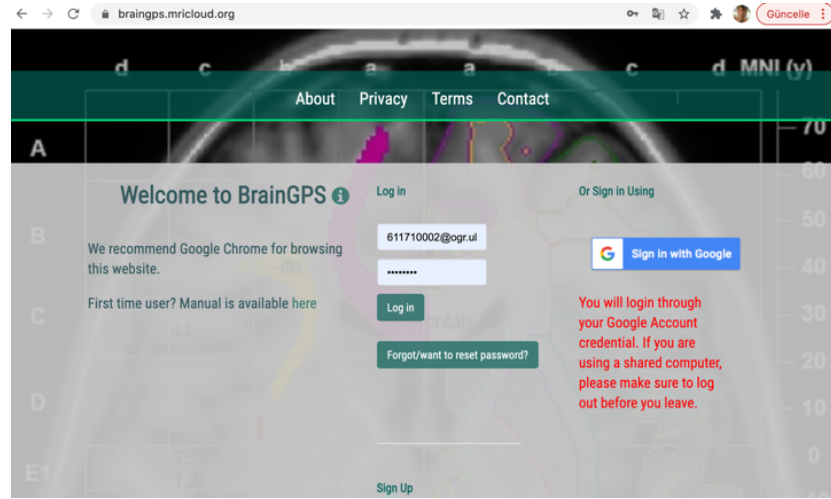 braingps.mricloud.org
Güncelle
d c b a a b c d MNI (y)
About Privacy Terms Contact
70
A
60
Welcome to BrainGPS
Log in
Or Sign in Using
B
50
611710002@ogr.ul
We recommend Google Chrome for browsing
this website.
G Sign in with Google
40
••••••••
First time user? Manual is available here
Log in
You will login through
your Google Account
credential. If you are
using a shared computer,
please make sure to log
out before you leave.
C
30
44
Forgot/want to reset password?
20
D
10
0
E1
Sign Up